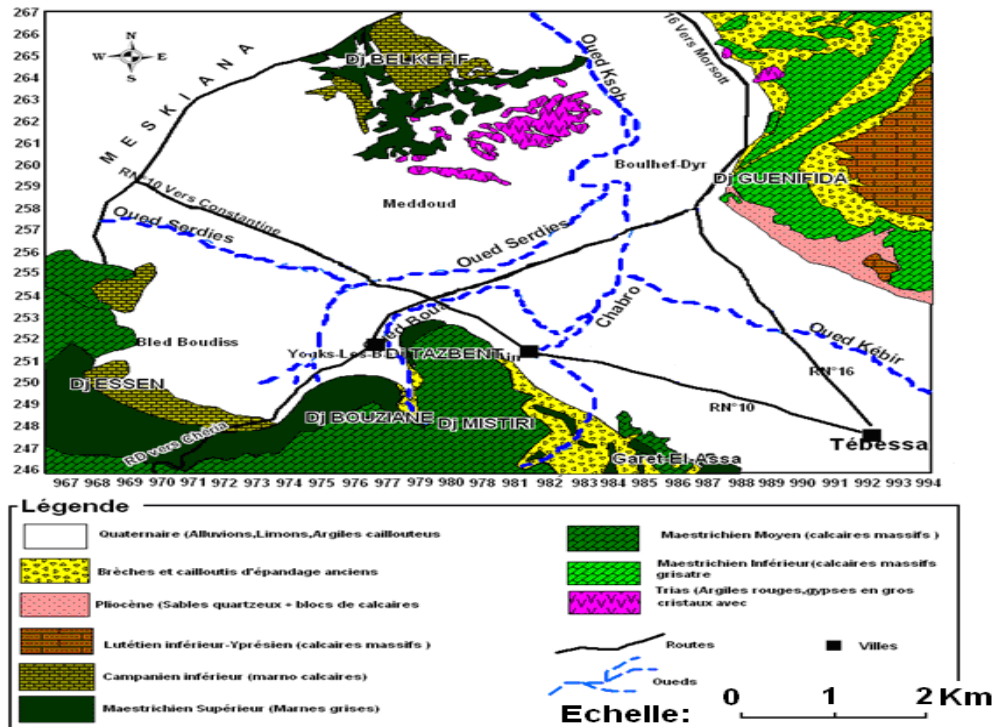 267
266
265
264
263
262
261
260
259
258
257
256
255
254
253
252
251
250
249
248
247
246
N
W E
S
MESKIANA
Dj BELKEFIF
Oued Ksob
16 Vers Morsott
Boulhef-Dyr
Dj GUENIFIDA
RN°10 Vers Constantine
Meddoud
Oued Serdies
Oued Serdies
Chabro
Oued Kébir
Bled Boudiss
Youks-Les-B
Dj TAZBENT
Dj ESSEN
RN°16
RN°10
Dj BOUZIANE
Dj MISTIRI
RD vers Chéria
Garet-El-Assa
Tébessa
967 968 969 971 972 974 975 976 977 979 980 978 981 982 983 984 985 986 987 988 989 990 991 992 993 994
Légende
Quaternaire (Alluvions,Limons,Argiles caillouteus
Brèches et cailloutis d'épandage anciens
Pliocène (Sables quartzeux + blocs de calcaires
Lutétien inférieur-Yprésien (calcaires massifs )
Campanien inférieur (marno calcaires)
Maestrichien Supérieur (Marnes grises)
Maestrichien Moyen (calcaires massifs )
Maestrichien Inférieur(calcaires massifs
grisatre
Trias (Argiles rouges,gypses en gros
cristaux avec
Routes
Villes
Oueds
Echelle: 0 1 2 Km